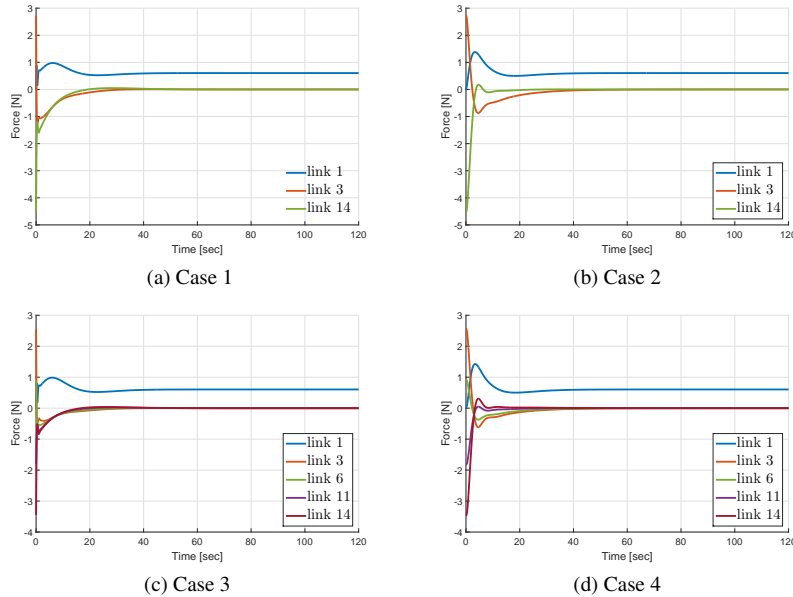 3
2
1
0
-1
-2
-3
-4
-5
Force [N]
0 20 40 60 80 100 120
Time [sec]
link 1
link 3
link 14
(a) Case 1
3
2
1
0
-1
-2
-3
-4
-5
Force [N]
0 20 40 60 80 100 120
Time [sec]
link 1
link 3
link 14
(b) Case 2
3
2
1
0
-1
-2
-3
-4
Force [N]
0 20 40 60 80 100 120
Time [sec]
link 1
link 3
link 6
link 11
link 14
(c) Case 3
3
2
1
0
-1
-2
-3
-4
Force [N]
0 20 40 60 80 100 120
Time [sec]
link 1
link 3
link 6
link 11
link 14
(d) Case 4